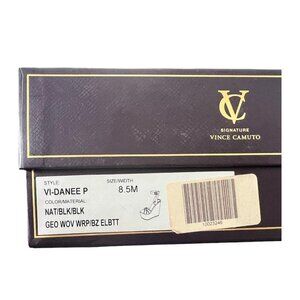 VC
SIGNATURE
VINCE CAMUTO
STYLE SIZE/WIDTH
VI-DANEE P 8.5M
COLOR/MATERIAL
NAT/BLK/BLK
GEO WOV WRP/BZ ELBTT
10023246